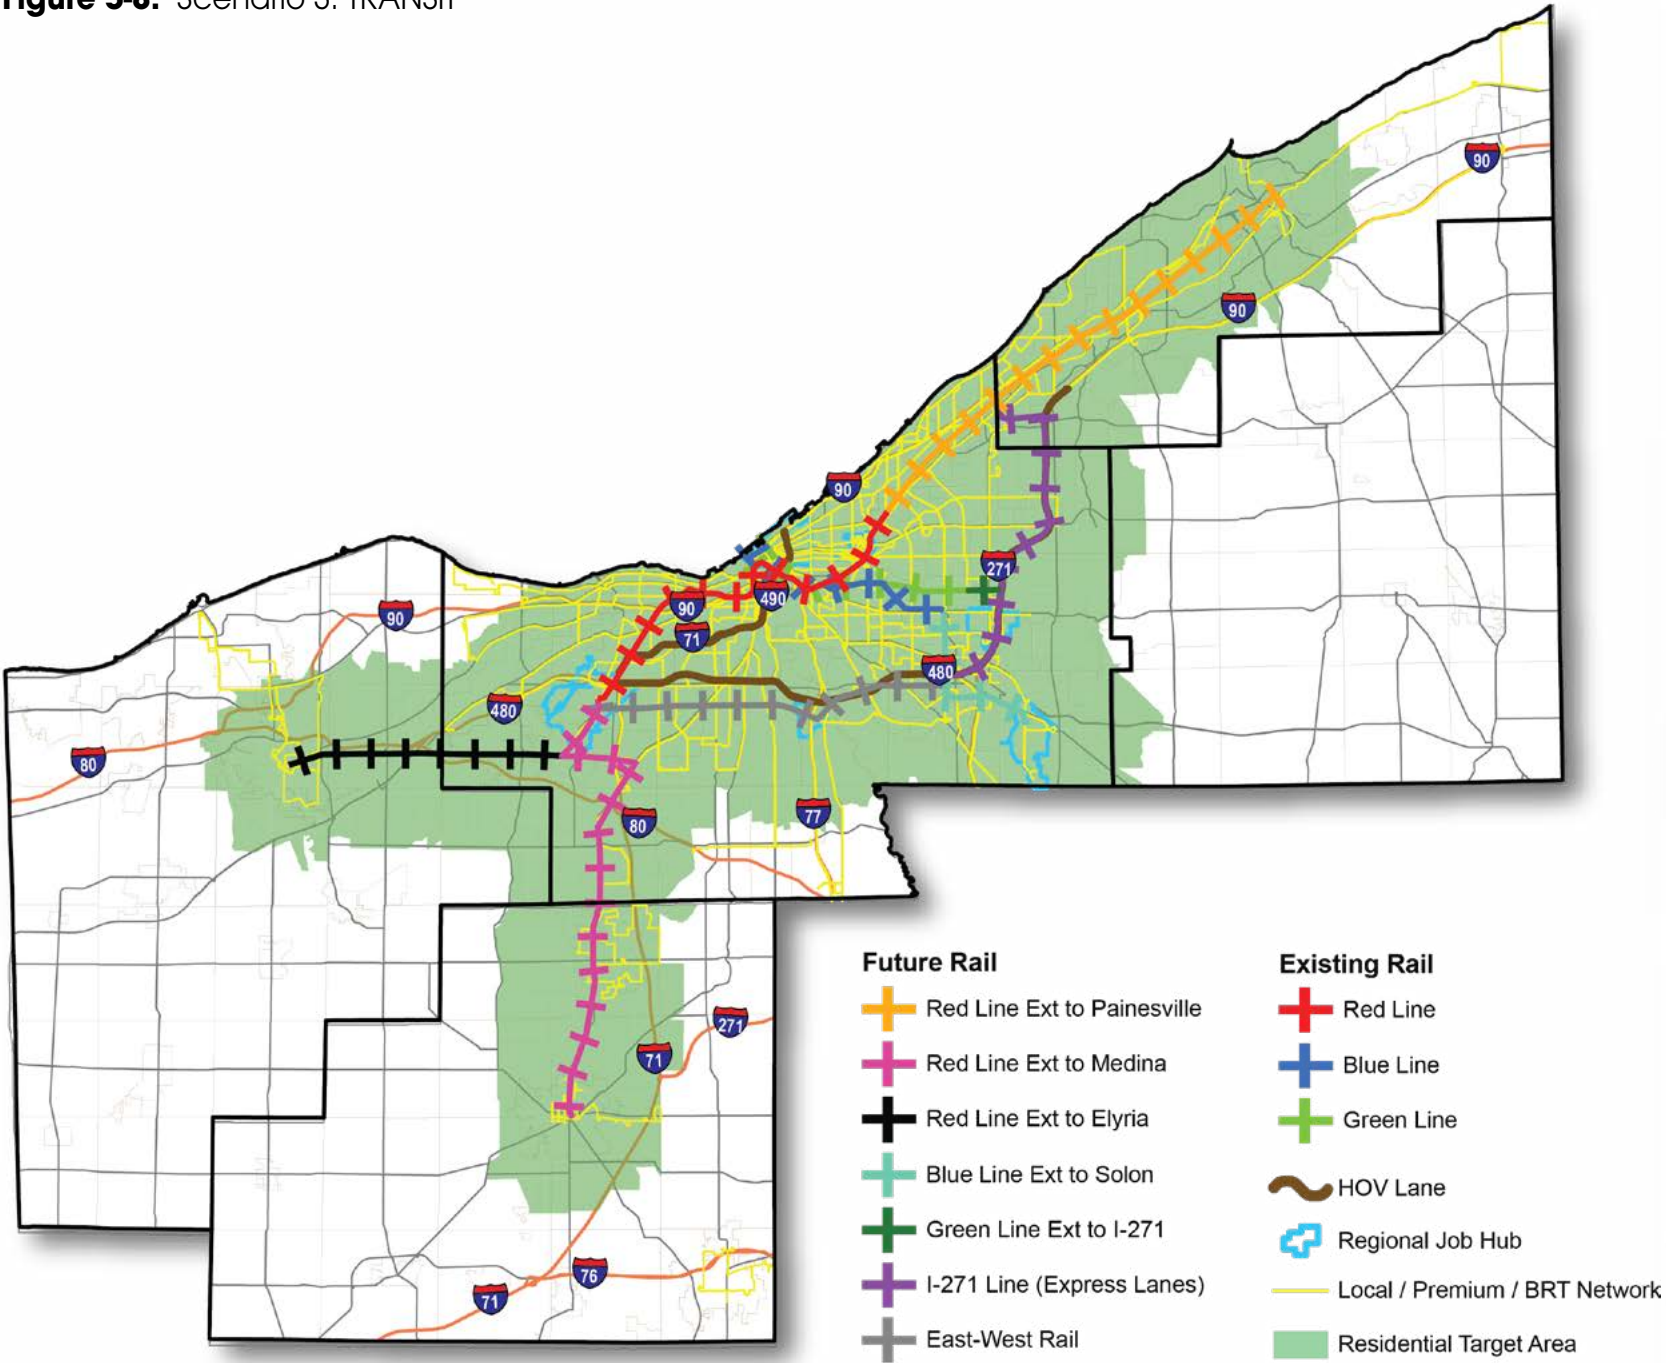 Figure 5-8: Scenario 3: TRANSIT
90
90
90
271
90
490
90
71
480
480
80
80
77
271
71
76
71
Future Rail
Red Line Ext to Painesville
Red Line Ext to Medina
Red Line Ext to Elyria
Blue Line Ext to Solon
Green Line Ext to I-271
I-271 Line (Express Lanes)
East-West Rail
Existing Rail
Red Line
Blue Line
Green Line
HOV Lane
Regional Job Hub
Local / Premium / BRT Network
Residential Target Area